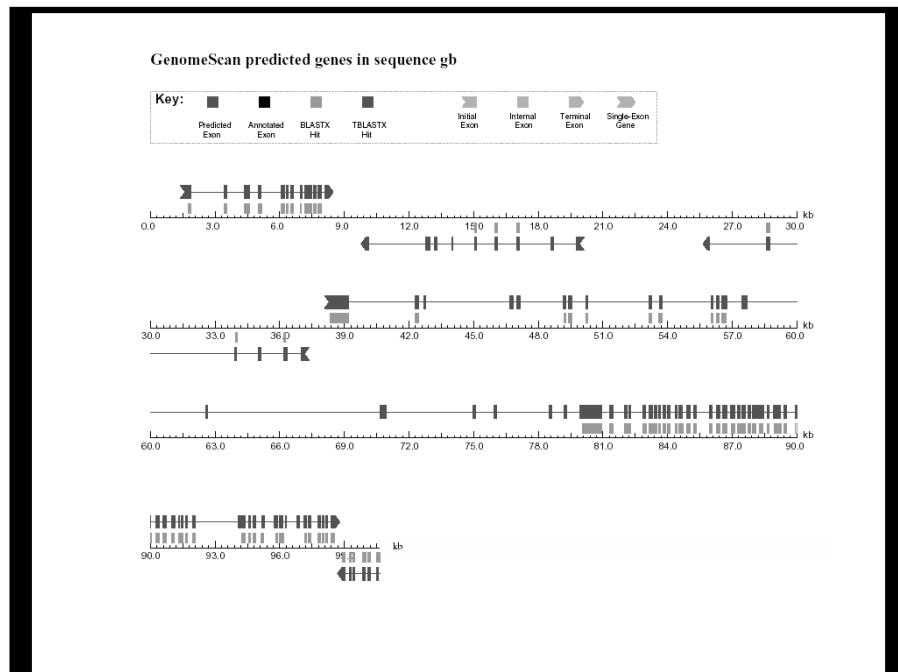 GenomeScan predicted genes in sequence gb
Key:
Predicted Exon
Annotated Exon
BLASTX Hit
TBLASTX Hit
Initial Exon
Internal Exon
Terminal Exon
Single-Exon Gene
kb
0.0 3.0 6.0 9.0 12.0 15.0 18.0 21.0 24.0 27.0 30.0
kb
30.0 33.0 36.0 39.0 42.0 45.0 48.0 51.0 54.0 57.0 60.0
kb
60.0 63.0 66.0 69.0 72.0 75.0 78.0 81.0 84.0 87.0 90.0
kb
90.0 93.0 96.0